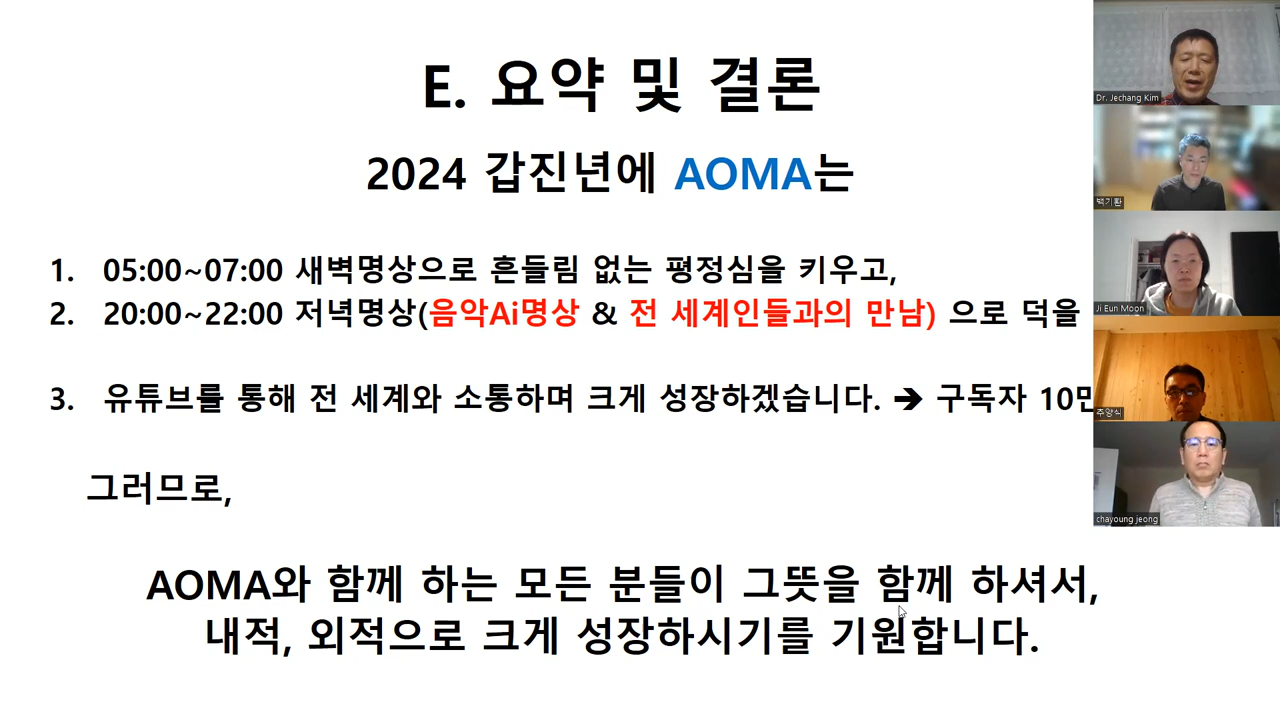 E. 요약 및 결론
2024 갑진년에 AOMA는
1. 05:00~07:00 새벽명상으로 흔들림 없는 평정심을 키우고,
2. 20:00~22:00 저녁명상(음악Ai명상 & 전 세계인들과의 만남) 으로 덕을
3. 유튜브를 통해 전 세계와 소통하며 크게 성장하겠습니다. ➔ 구독자 10만
그러므로,
AOMA와 함께 하는 모든 분들이 그뜻을 함께 하셔서,
내적, 외적으로 크게 성장하시기를 기원합니다.
Dr. Jechang Kim
백기환
Ji Eun Moon
주양식
chayoung jeong